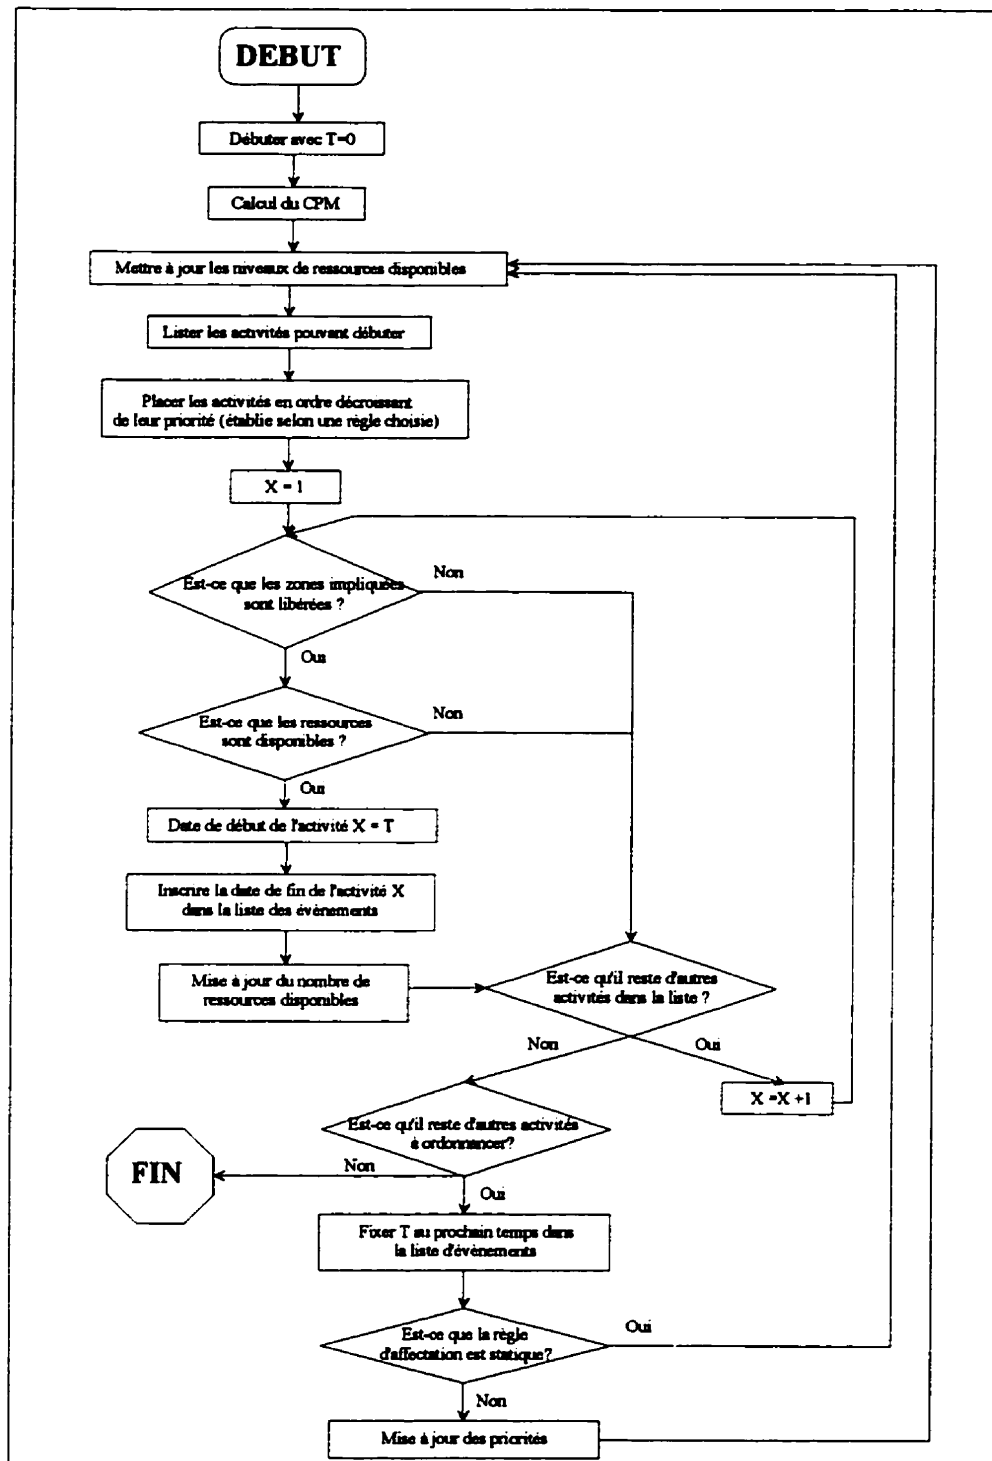 DEBUT
Débuter avec T=0
Calcul du CPM
Mettre à jour les niveaux de ressources disponibles
Lister les activités pouvant débuter
Placer les activités en ordre décroissant
de leur priorité (établie selon une règle choisie)
X = 1
Est-ce que les zones impliquées
sont libérées ?
Non
Oui
Est-ce que les ressources
sont disponibles ?
Non
Oui
Date de début de l'activité X = T
Inscrire la date de fin de l'activité X
dans la liste des évènements
Mise à jour du nombre de
ressources disponibles
Est-ce qu'il reste d'autres
activités dans la liste ?
Non
Oui
X =X +1
Est-ce qu'il reste d'autres activités
à ordonnancer?
Non
FIN
Oui
Fixer T au prochain temps dans
la liste d'évènements
Est-ce que la règle
d'affectation est statique?
Oui
Non
Mise à jour des priorités